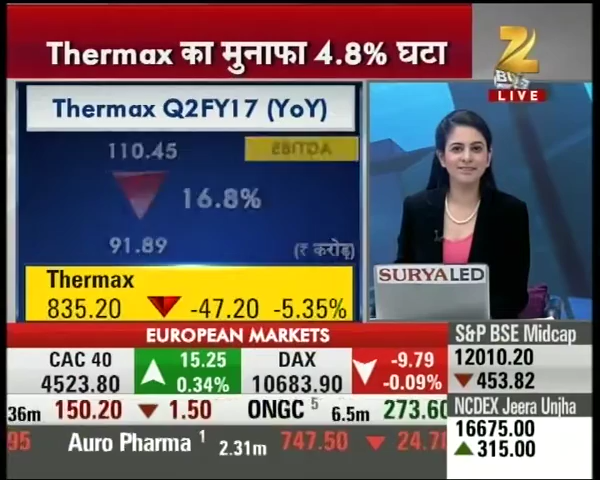 Thermax का मुनाफा 4.8% घटा
LIVE
Thermax Q2FY17 (YoY)
110.45
EBITDA
16.8%
91.89
(₹ करोड़)
Thermax
835.20 -47.20 -5.35%
SURYA LED
EUROPEAN MARKETS
CAC 40 15.25 DAX -9.79
4523.80 0.34% 10683.90 -0.09%
S&P BSE Midcap
12010.20
453.82
36m 150.20 1.50 ONGC 5 6.5m 273.60
NCDEX Jeera Unjha
16675.00
315.00
95 Auro Pharma 1 2.31m 747.50